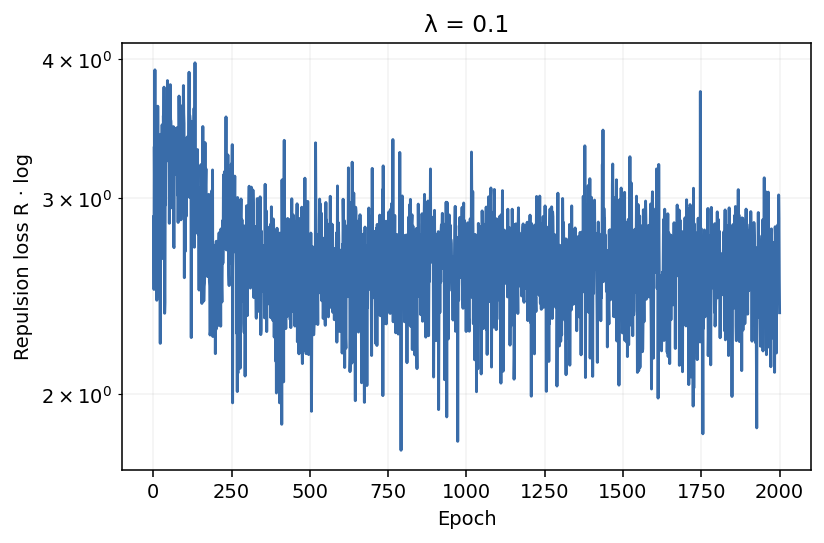 λ = 0.1
Repulsion loss R · log
4 × 10⁰
3 × 10⁰
2 × 10⁰
0 250 500 750 1000 1250 1500 1750 2000
Epoch